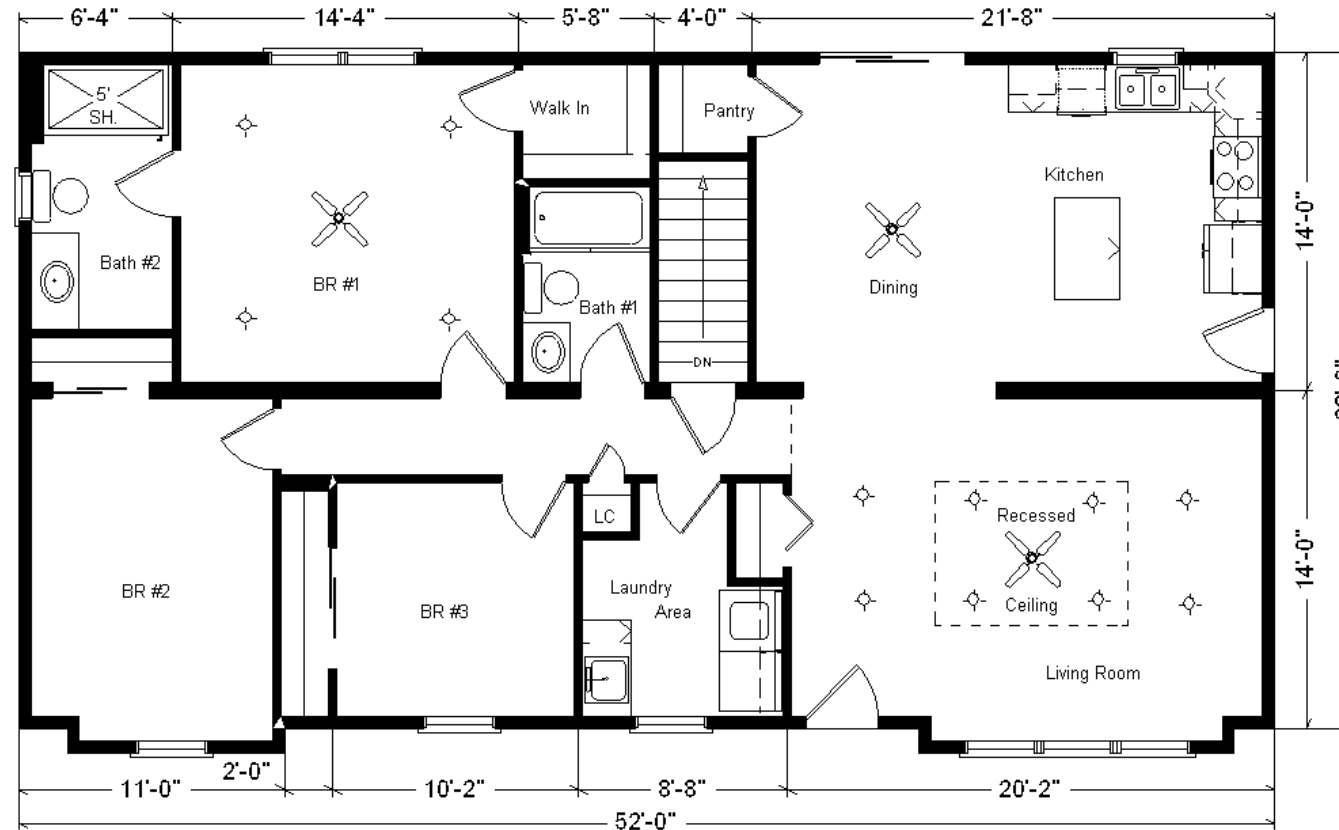 6'-4" 14'-4" 5'-8" 4'-0" 21'-8"
5'
SH.
Walk In
Pantry
Kitchen
14'-0"
Bath #2
BR #1
Bath #1
Dining
DN
LC
Recessed
Ceiling
BR #2
BR #3
Laundry
Area
14'-0"
Living Room
11'-0" 2'-0" 10'-2" 8'-8" 20'-2"
52'-0"